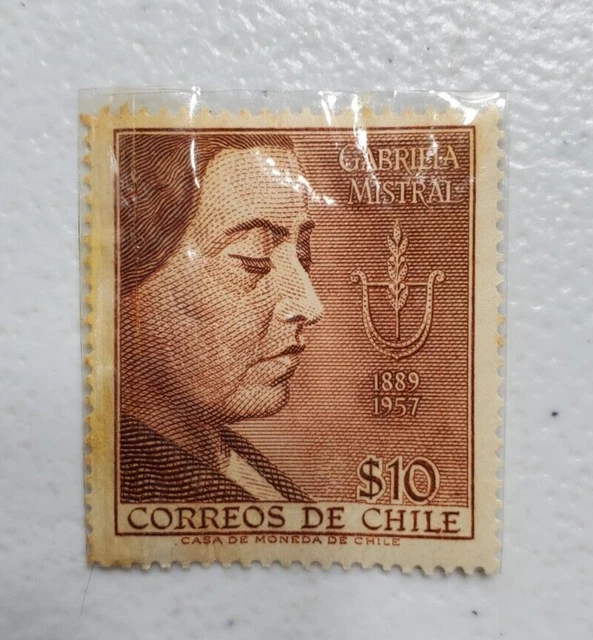 GABRIELA
MISTRAL
1889
1957
$10
CORREOS DE CHILE
CASA DE MONEDA DE CHILE